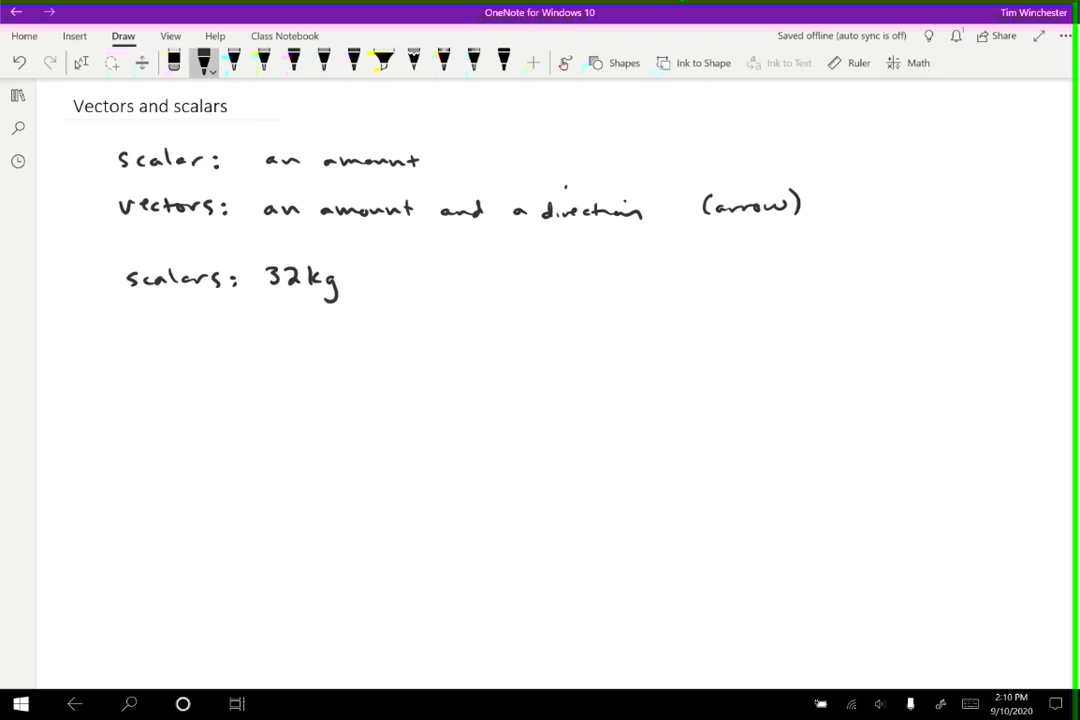 OneNote for Windows 10 Tim Winchester
Home Insert Draw View Help Class Notebook Saved offline (auto sync is off) Share
Shapes Ink to Shape Ink to Text Ruler Math
Vectors and scalars
scalar: an amount
vectors: an amount and a direction (arrow)
scalars: 32kg
2:10 PM
9/10/2020